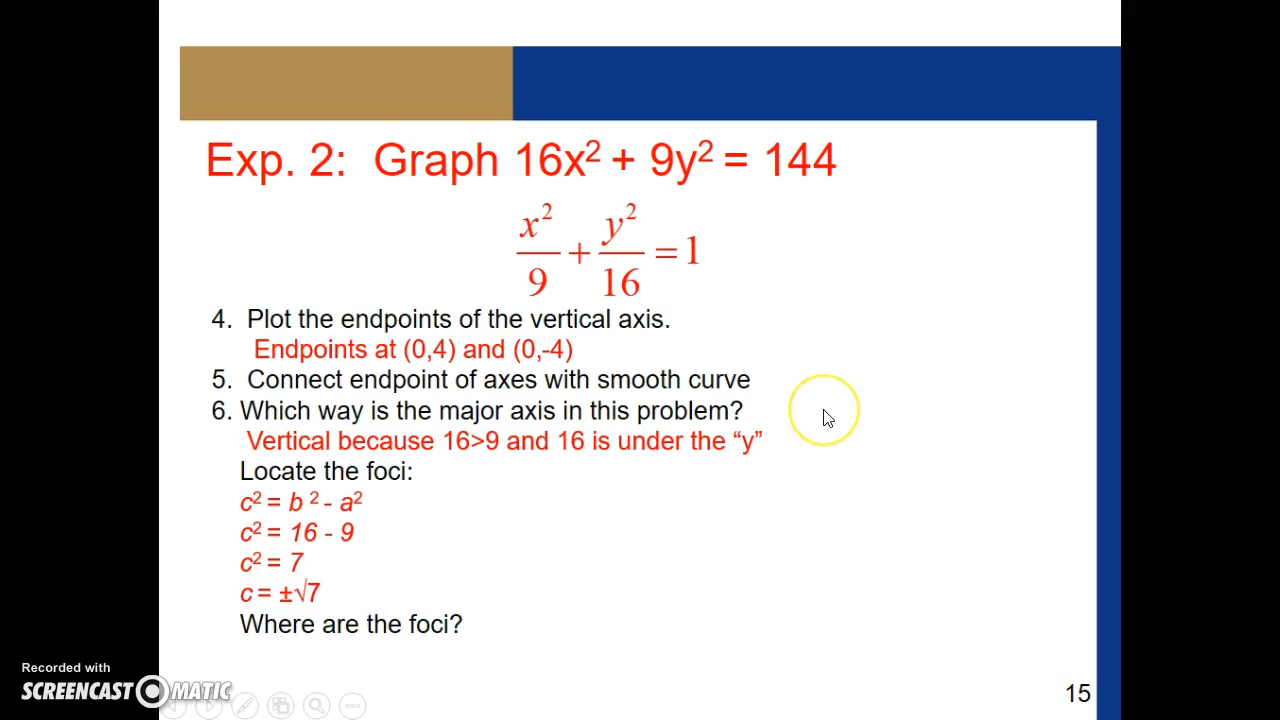 Exp. 2: Graph 16x² + 9y² = 144
x²/9 + y²/16 = 1
4. Plot the endpoints of the vertical axis.
Endpoints at (0,4) and (0,-4)
5. Connect endpoint of axes with smooth curve
6. Which way is the major axis in this problem?
Vertical because 16>9 and 16 is under the “y”
Locate the foci:
c² = b ² - a²
c² = 16 - 9
c² = 7
c = ±√7
Where are the foci?
Recorded with
SCREENCAST MATIC
15